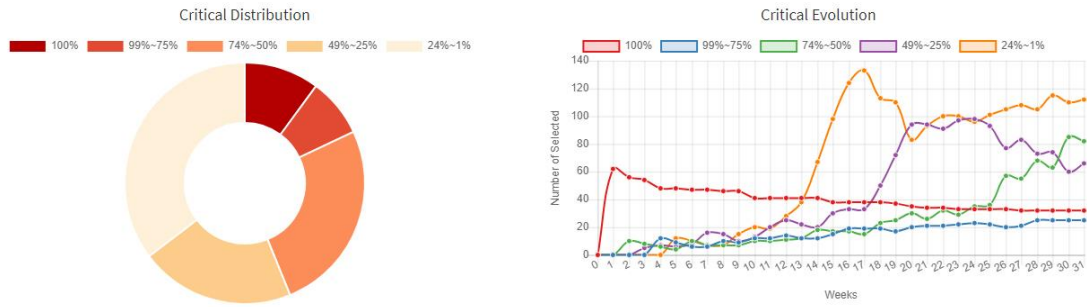 Critical Distribution
100% 99%~75% 74%~50% 49%~25% 24%~1%
Critical Evolution
100% 99%~75% 74%~50% 49%~25% 24%~1%
140
120
100
80
60
40
20
0
Number of Selected
0 1 2 3 4 5 6 7 8 9 10 11 12 13 14 15 16 17 18 19 20 21 22 23 24 25 26 27 28 29 30 31
Weeks